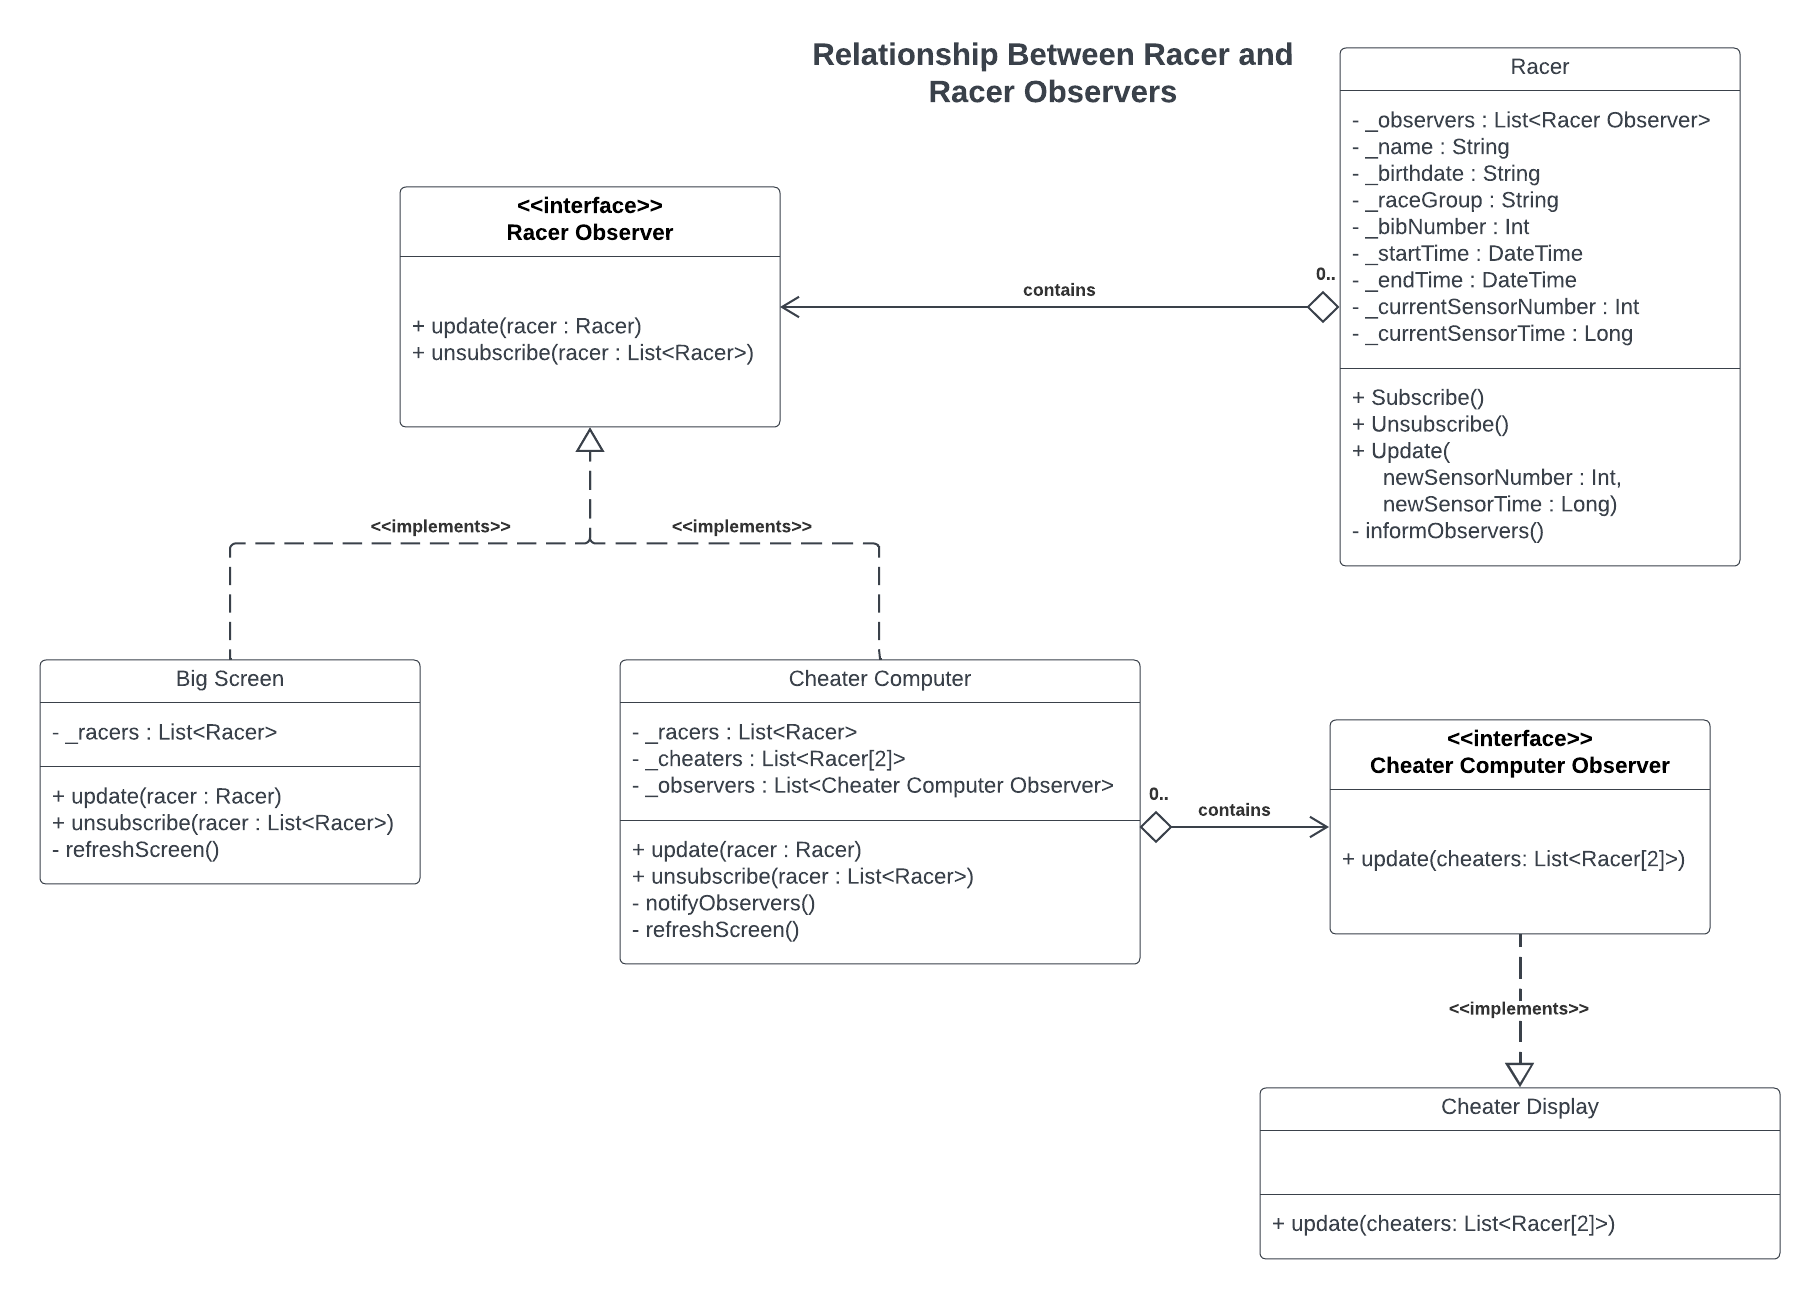 Relationship Between Racer and
Racer Observers
Racer
- _observers : List<Racer Observer>
- _name : String
- _birthdate : String
- _raceGroup : String
- _bibNumber : Int
- _startTime : DateTime
- _endTime : DateTime
- _currentSensorNumber : Int
- _currentSensorTime : Long
+ Subscribe()
+ Unsubscribe()
+ Update(
newSensorNumber : Int,
newSensorTime : Long)
- informObservers()
<<interface>>
Racer Observer
+ update(racer : Racer)
+ unsubscribe(racer : List<Racer>)
contains
0..
<<implements>>
<<implements>>
Big Screen
- _racers : List<Racer>
+ update(racer : Racer)
+ unsubscribe(racer : List<Racer>)
- refreshScreen()
Cheater Computer
- _racers : List<Racer>
- _cheaters : List<Racer[2]>
- _observers : List<Cheater Computer Observer>
+ update(racer : Racer)
+ unsubscribe(racer : List<Racer>)
- notifyObservers()
- refreshScreen()
0..
contains
<<interface>>
Cheater Computer Observer
+ update(cheaters: List<Racer[2]>)
<<implements>>
Cheater Display
+ update(cheaters: List<Racer[2]>)